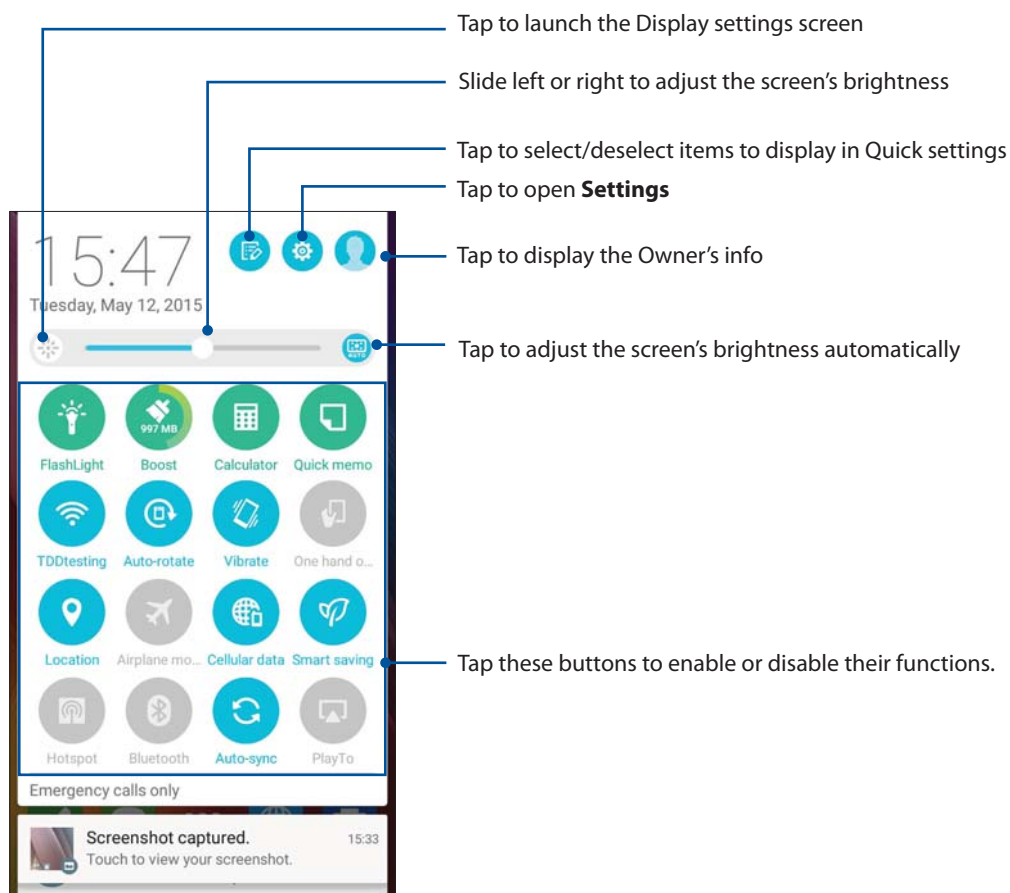 Tap to launch the Display settings screen
Slide left or right to adjust the screen's brightness
Tap to select/deselect items to display in Quick settings
Tap to open Settings
15:47
Tap to display the Owner's info
Tuesday, May 12, 2015
AUTO
Tap to adjust the screen's brightness automatically
997 MB
FlashLight Boost Calculator Quick memo
TDDtesting Auto-rotate Vibrate One hand o...
Location Airplane mo... Cellular data Smart saving
Tap these buttons to enable or disable their functions.
Hotspot Bluetooth Auto-sync PlayTo
Emergency calls only
Screenshot captured. 15:33
Touch to view your screenshot.